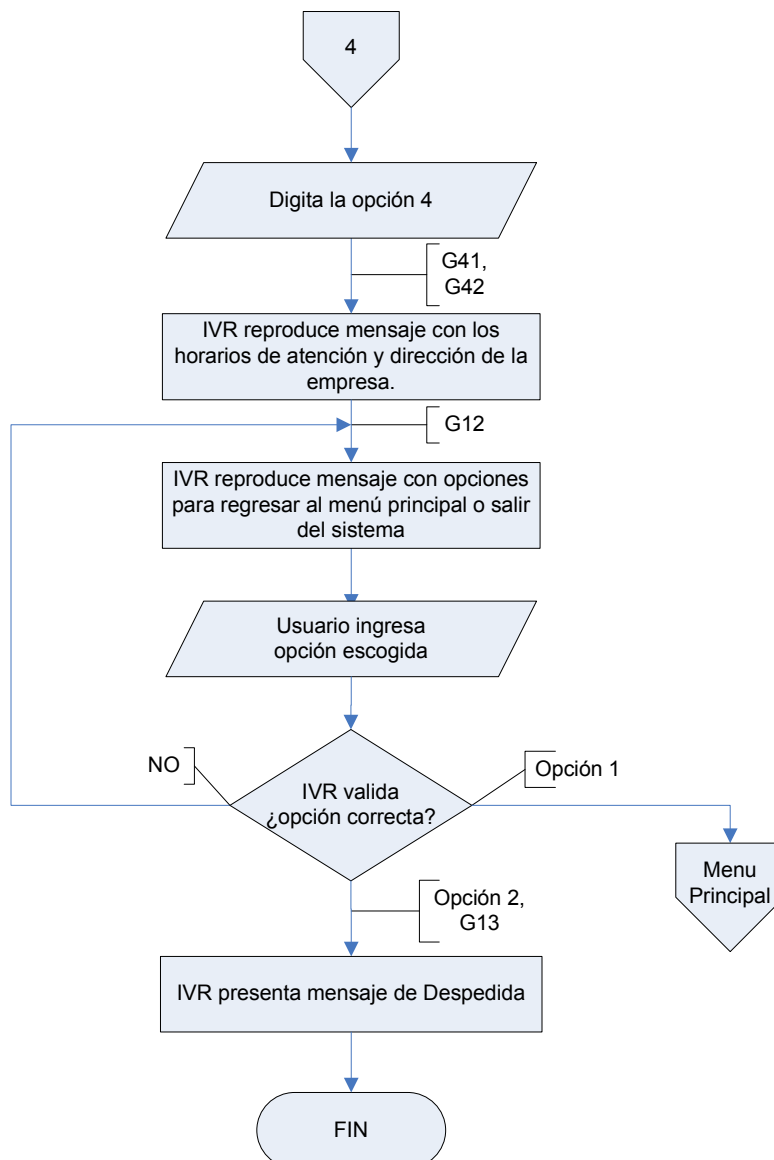 4
Digita la opción 4
G41,
G42
IVR reproduce mensaje con los
horarios de atención y dirección de la
empresa.
G12
IVR reproduce mensaje con opciones
para regresar al menú principal o salir
del sistema
Usuario ingresa
opción escogida
NO
Opción 1
IVR valida
¿opción correcta?
Menu
Principal
Opción 2,
G13
IVR presenta mensaje de Despedida
FIN